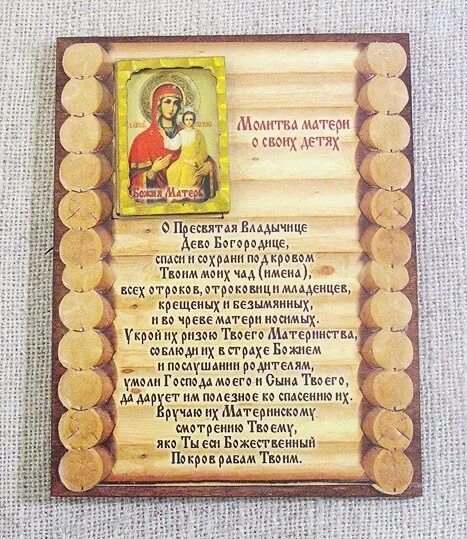 Божия Матерь
Молитва матери
о своих детях
О Пресвятая Владычице
Дево Богородице,
спаси и сохрани под кровом
Твоим моих чад (имена),
всех отроков, отроковиц и младенцев,
крещеных и безымянных,
и во чреве матери носимых.
Укрой их ризою Твоего Материнства,
соблюди их в страхе Божием
и послушании родителям,
умоли Господа моего и Сына Твоего,
да дарует им полезное ко спасению их.
Вручаю их Материнскому
смотрению Твоему,
яко Ты еси Божественный
Покров рабам Твоим.